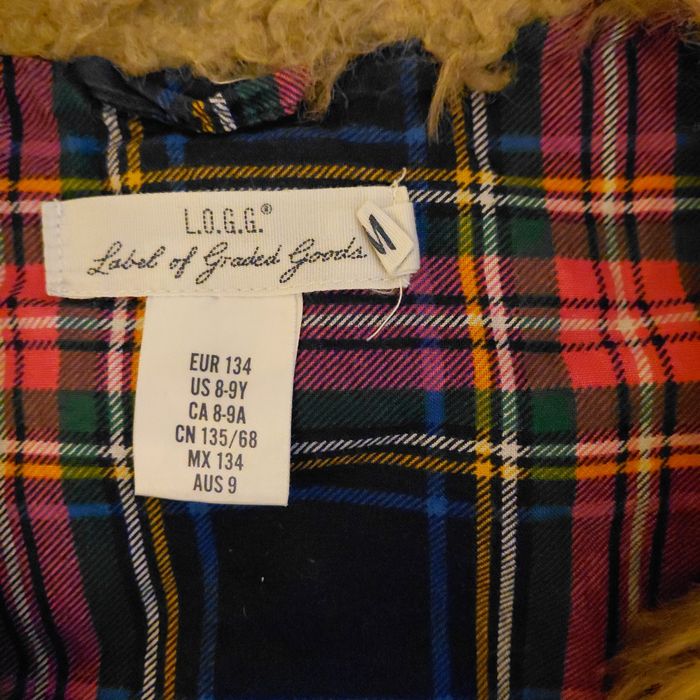 L.O.G.G.®
Label of Graded Goods
EUR 134
US 8-9Y
CA 8-9A
CN 135/68
MX 134
AUS 9